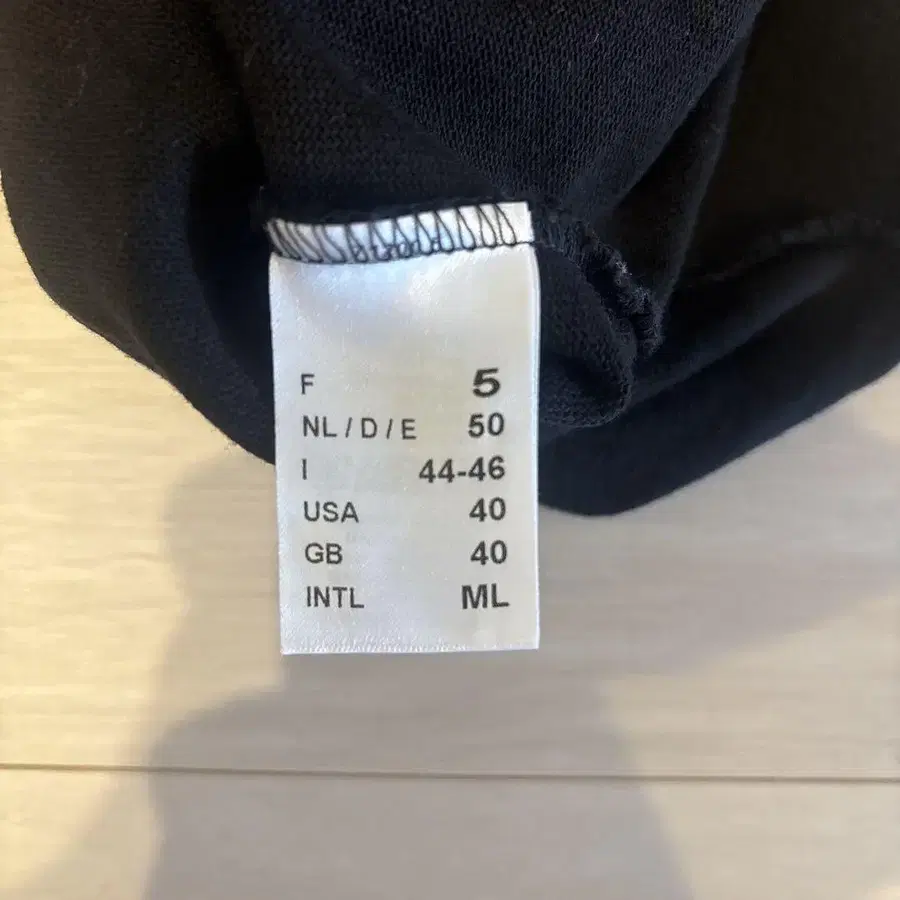 F 5
NL / D / E 50
I 44-46
USA 40
GB 40
INTL ML